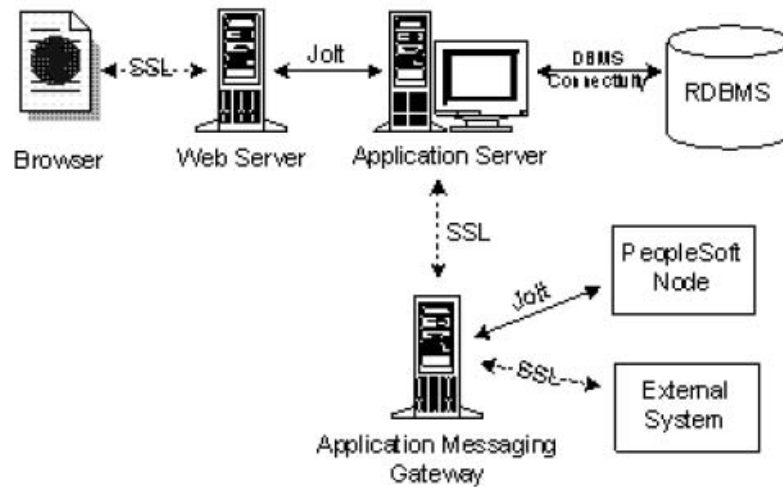 SSL
Jolt
DBMS
Connectivity
RDBMS
Browser
Web Server
Application Server
SSL
PeopleSoft
Node
Jolt
SSL
External
System
Application Messaging
Gateway